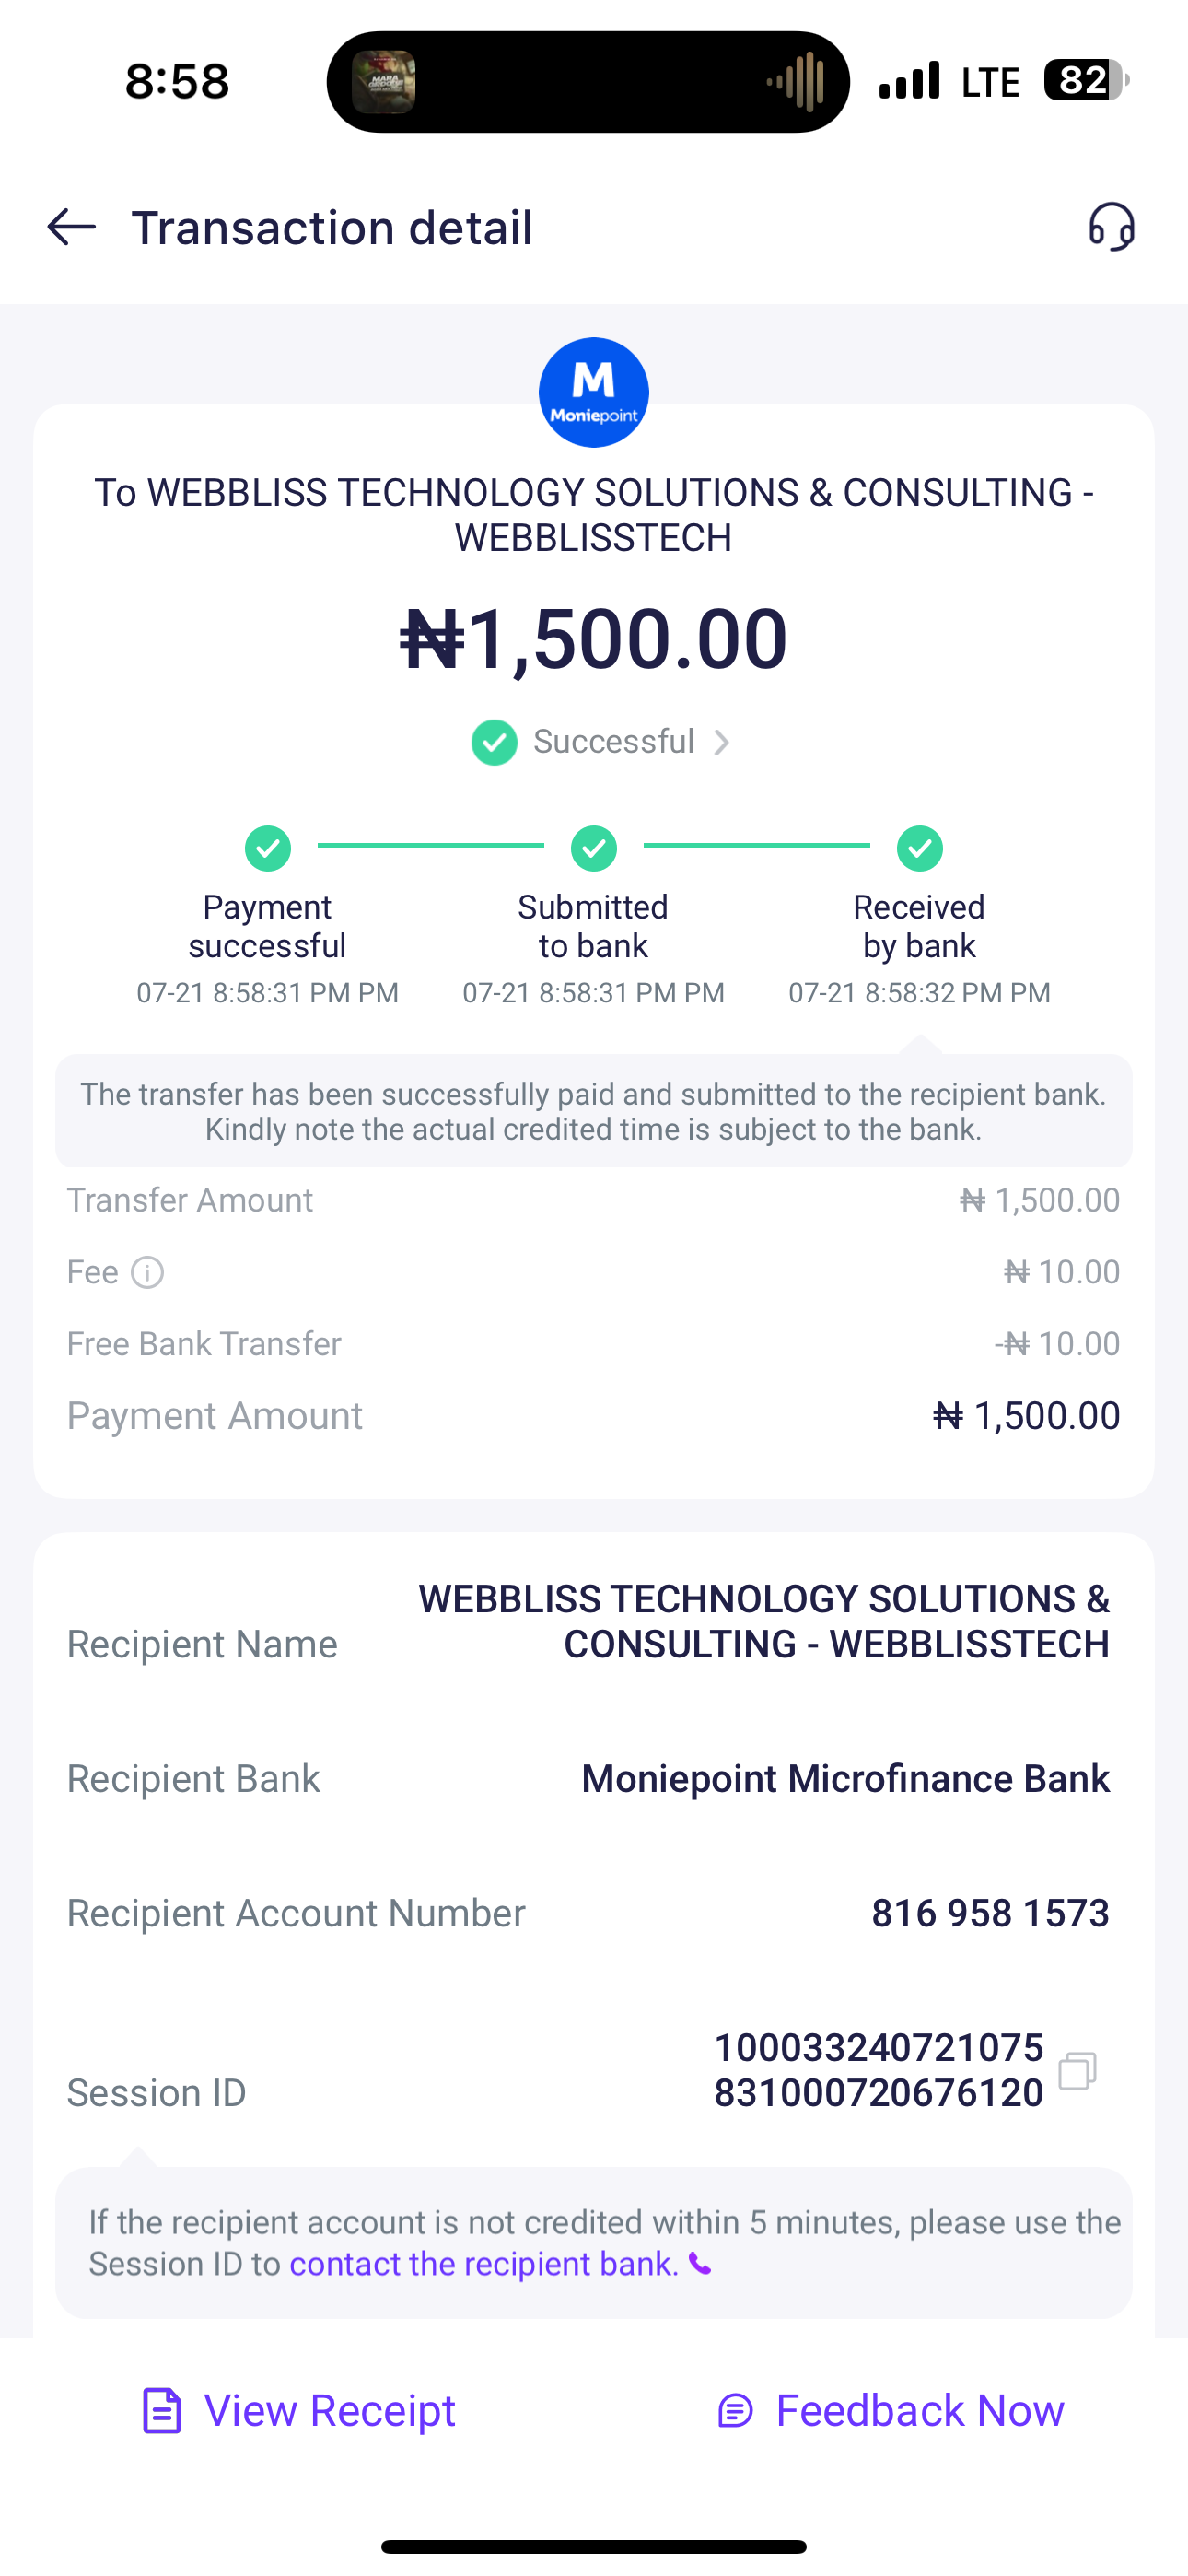 8:58
LTE
82
Transaction detail
M
Moniepoint
To WEBBLISS TECHNOLOGY SOLUTIONS & CONSULTING -
WEBBLISSTECH
₦1,500.00
Successful
Payment
successful
07-21 8:58:31 PM PM
Submitted
to bank
07-21 8:58:31 PM PM
Received
by bank
07-21 8:58:32 PM PM
The transfer has been successfully paid and submitted to the recipient bank.
Kindly note the actual credited time is subject to the bank.
Transfer Amount ₦ 1,500.00
Fee ₦ 10.00
Free Bank Transfer -₦ 10.00
Payment Amount ₦ 1,500.00
Recipient Name
WEBBLISS TECHNOLOGY SOLUTIONS &
CONSULTING - WEBBLISSTECH
Recipient Bank Moniepoint Microfinance Bank
Recipient Account Number 816 958 1573
Session ID
100033240721075
831000720676120
If the recipient account is not credited within 5 minutes, please use the
Session ID to contact the recipient bank.
View Receipt
Feedback Now